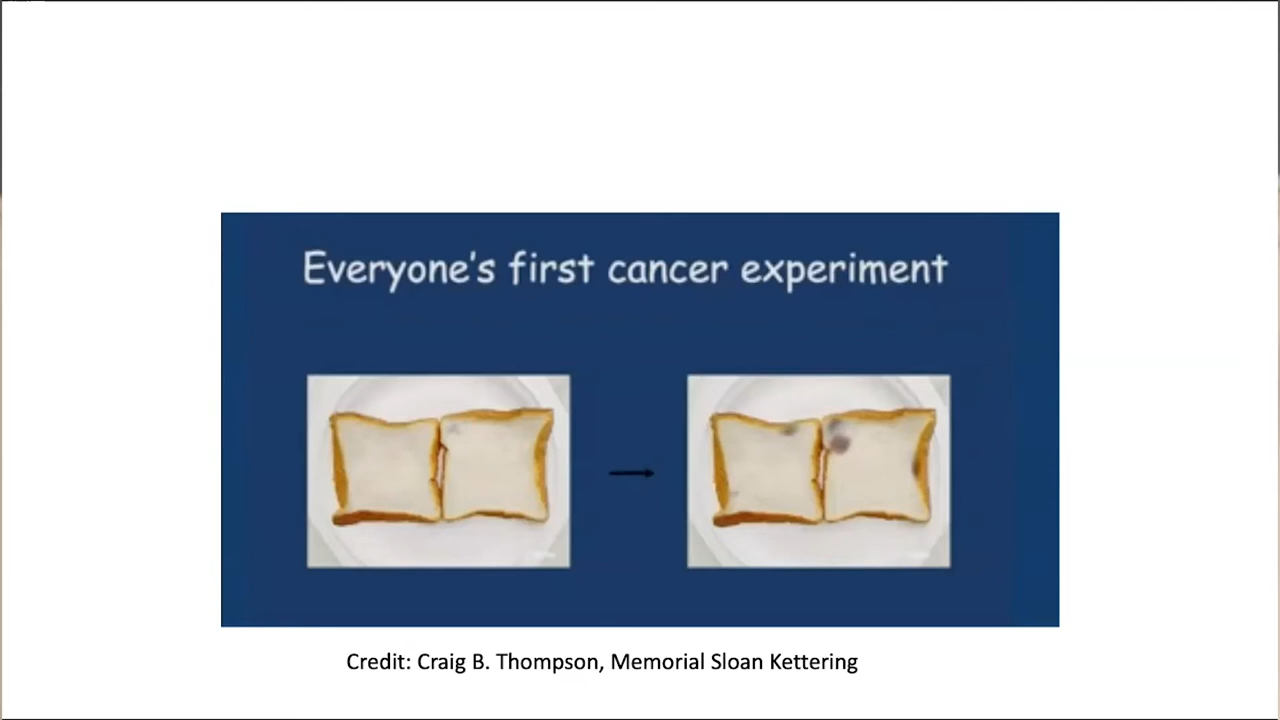 Everyone's first cancer experiment
Credit: Craig B. Thompson, Memorial Sloan Kettering